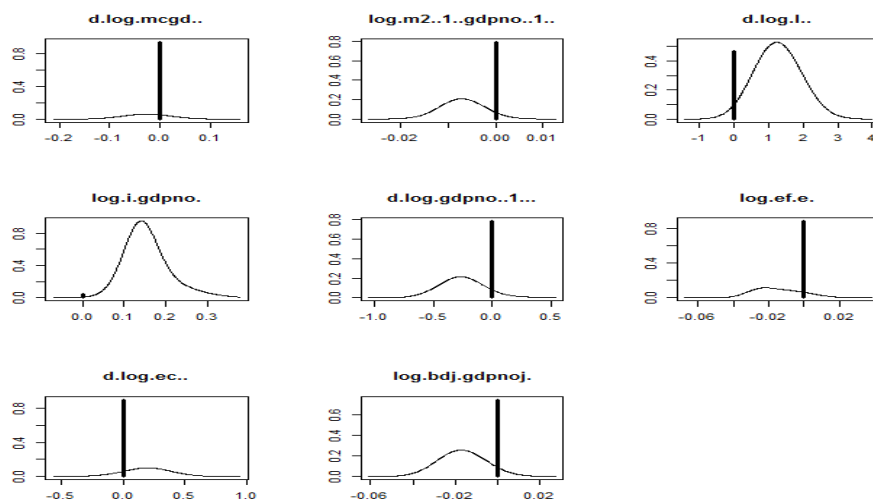 d.log.mcgd..
log.m2..1..gdpno..1..
d.log.l..
0.0 0.4 0.8
-0.2 -0.1 0.0 0.1
0.0 0.2 0.4 0.6 0.8
-0.02 0.00 0.01
0.0 0.2 0.4
-1 0 1 2 3 4
log.i.gdpno.
d.log.gdpno..1...
log.ef.e.
0.0 0.4 0.8
0.0 0.1 0.2 0.3
0.0 0.2 0.4 0.6 0.8
-1.0 -0.5 0.0 0.5
0.0 0.4 0.8
-0.06 -0.02 0.02
d.log.ec..
log.bdj.gdpnoj.
0.0 0.4 0.8
-0.5 0.0 0.5 1.0
0.0 0.2 0.4 0.6
-0.06 -0.02 0.02